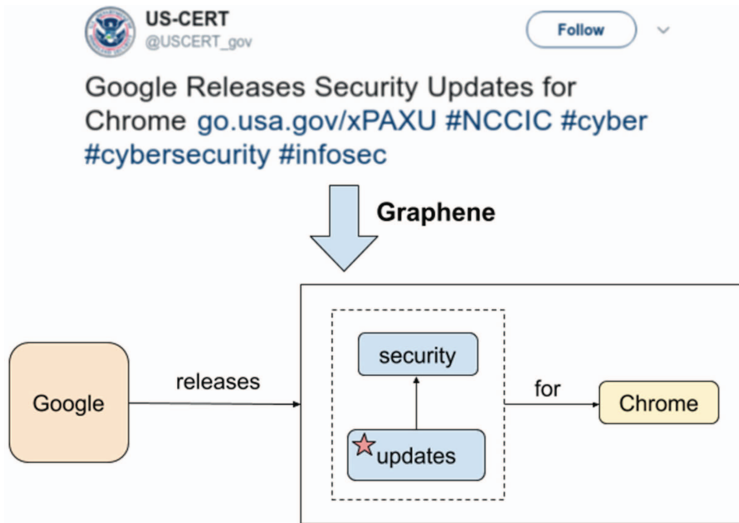 US-CERT
@USCERT_gov
Follow
Google Releases Security Updates for
Chrome go.usa.gov/xPAXU #NCCIC #cyber
#cybersecurity #infosec
Graphene
security
releases
for
Google
Chrome
updates